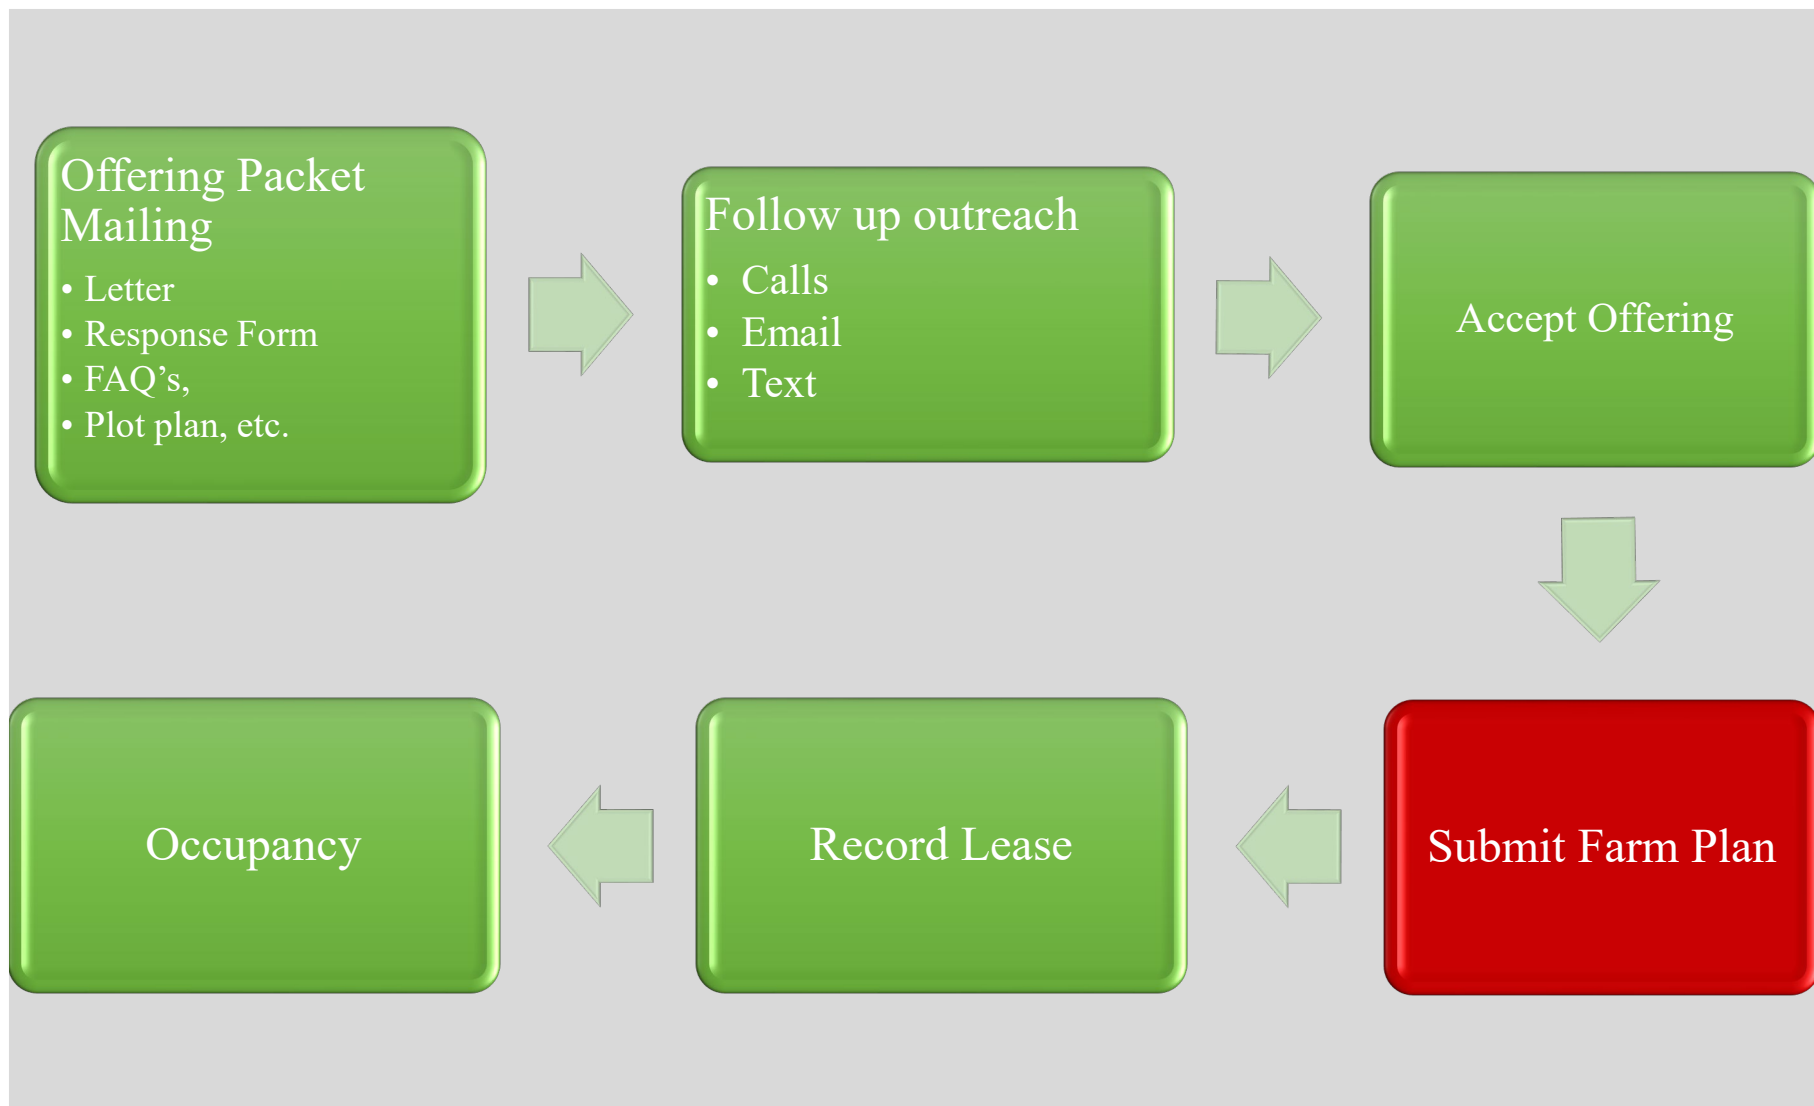 Offering Packet
Mailing
• Letter
• Response Form
• FAQ’s,
• Plot plan, etc.
Follow up outreach
• Calls
• Email
• Text
Accept Offering
Submit Farm Plan
Record Lease
Occupancy